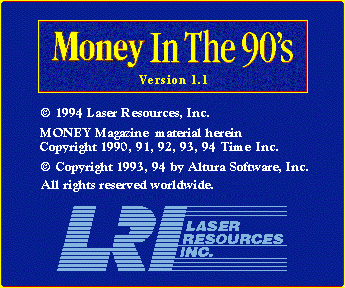 Money In The 90's
Version 1.1
© 1994 Laser Resources, Inc.
MONEY Magazine material herein
Copyright 1990, 91, 92, 93, 94 Time Inc.
© Copyright 1993, 94 by Altura Software, Inc.
All rights reserved worldwide.
LRI
LASER
RESOURCES
INC.